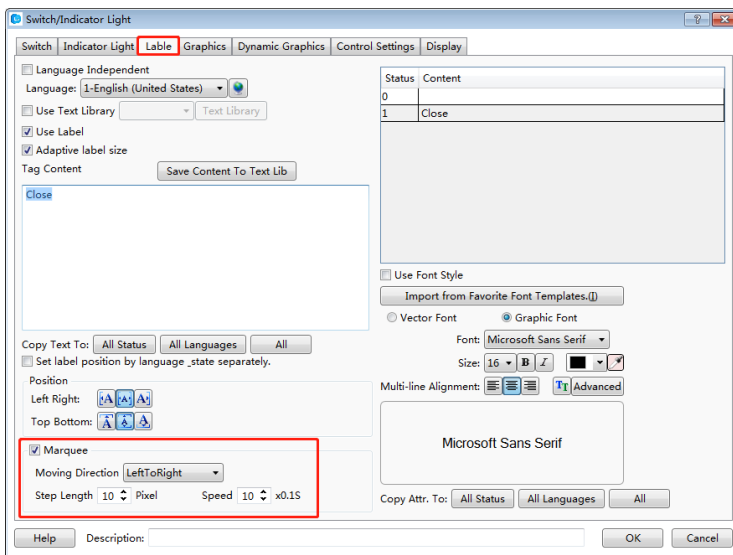 Switch/Indicator Light
Switch Indicator Light Lable Graphics Dynamic Graphics Control Settings Display
Language Independent
Language: 1-English (United States)
Use Text Library Text Library
Use Label
Adaptive label size
Tag Content Save Content To Text Lib
Close
Copy Text To: All Status All Languages All
Set label position by language _state separately.
Position
Left Right: A A A
Top Bottom: A A A
Marquee
Moving Direction LeftToRight
Step Length 10 Pixel Speed 10 x0.1S
Status Content
0
1 Close
Use Font Style
Import from Favorite Font Templates.(J)
Vector Font Graphic Font
Font: Microsoft Sans Serif
Size: 16 B I
Multi-line Alignment: TT Advanced
Microsoft Sans Serif
Copy Attr. To: All Status All Languages All
Help Description: OK Cancel